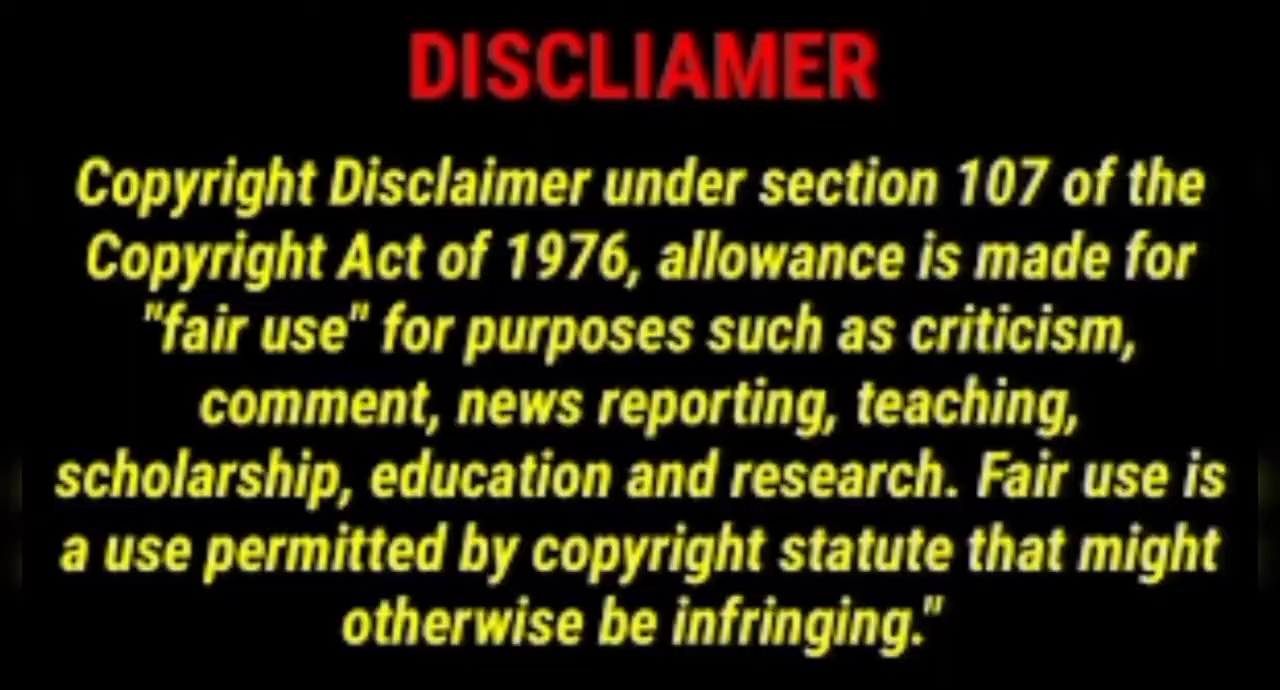 DISCLIAMER
Copyright Disclaimer under section 107 of the
Copyright Act of 1976, allowance is made for
"fair use" for purposes such as criticism,
comment, news reporting, teaching,
scholarship, education and research. Fair use is
a use permitted by copyright statute that might
otherwise be infringing."